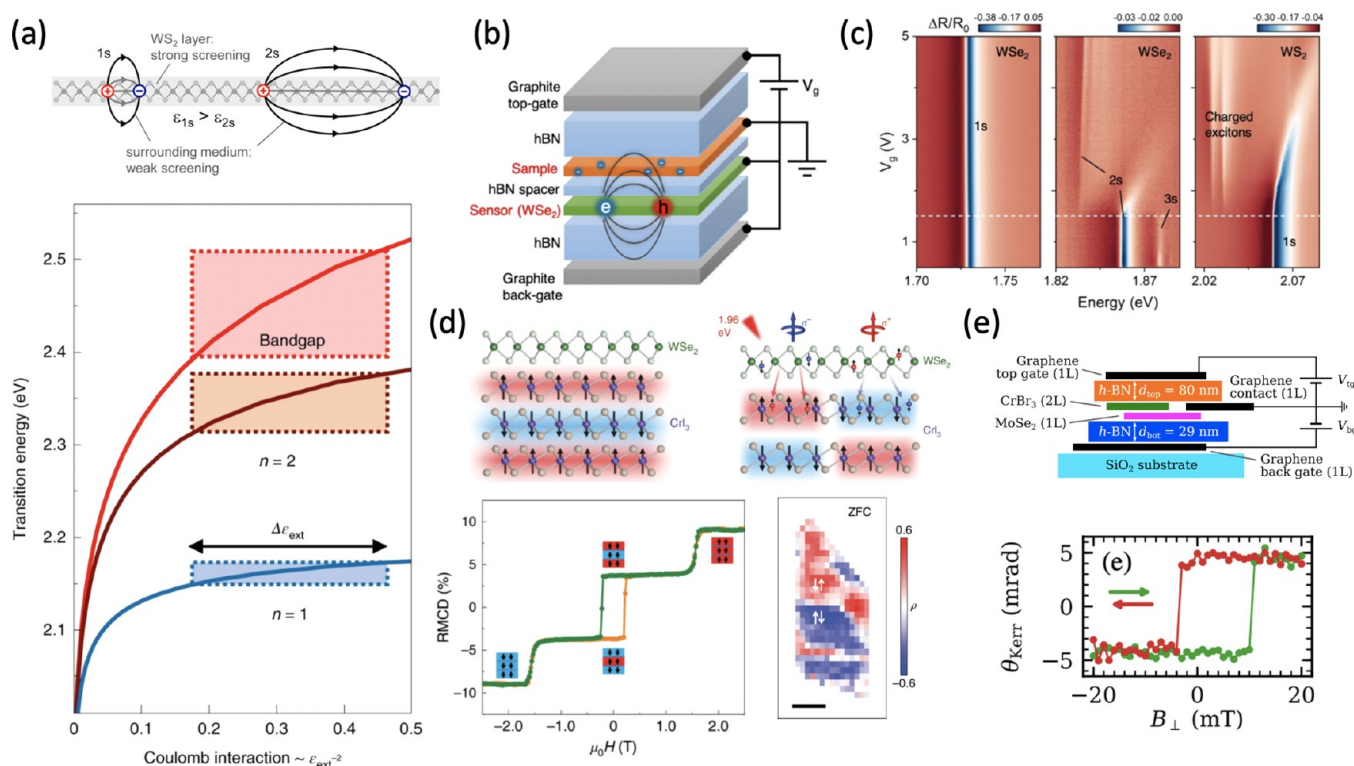 (a)
1s
WS₂ layer:
strong screening
2s
+
−
+
−
ε1s > ε2s
surrounding medium:
weak screening
Transition energy (eV)
2.5
2.4
2.3
2.2
2.1
Bandgap
n = 2
Δεext
n = 1
0
0.1
0.2
0.3
0.4
0.5
Coulomb interaction ~ εext⁻²
(b)
Graphite
top-gate
hBN
Sample
hBN spacer
Sensor (WSe₂)
hBN
Graphite
back-gate
e
h
Vg
(c)
ΔR/R₀
-0.38 -0.17 0.05
-0.03 -0.02 0.01
-0.30 -0.17 -0.04
WSe₂
WSe₂
WS₂
Vg (V)
5
3
1
1s
2s
3s
Charged
excitons
1s
1.70
1.75
1.82
1.87
2.02
2.07
Energy (eV)
(d)
WSe₂
CrI₃
1.96
eV
σ⁻
σ⁺
WSe₂
CrI₃
RMCD (%)
10
5
0
−5
−10
−2
−1
0
1
2
μ₀H (T)
ZFC
0.6
ρ
−0.6
↓↑
↑↓
(e)
Graphene
top gate (1L)
h-BN dtop = 80 nm
Graphene
contact (1L)
CrBr₃ (2L)
MoSe₂ (1L)
h-BN dbot = 29 nm
Graphene
back gate (1L)
SiO₂ substrate
Vtg
Vbg
(e)
θKerr (mrad)
5
0
−5
−20
0
20
B⊥ (mT)